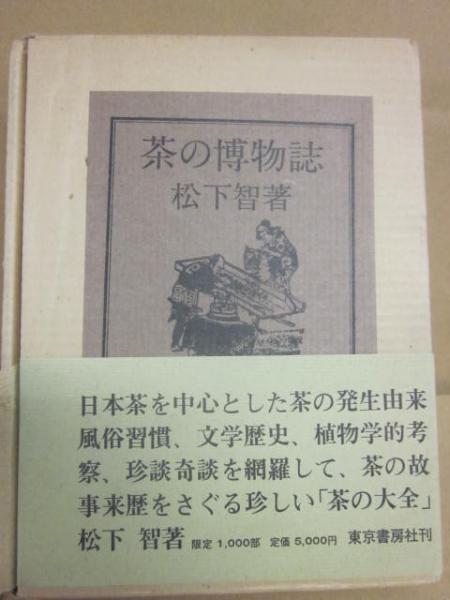 茶の博物誌
松下智著
日本茶を中心とした茶の発生由来
風俗習慣、文学歴史、植物学的考
察、珍談奇談を網羅して、茶の故
事来歴をさぐる珍しい「茶の大全」
松下 智著 限定 1,000部 定価 5,000円 東京書房社刊